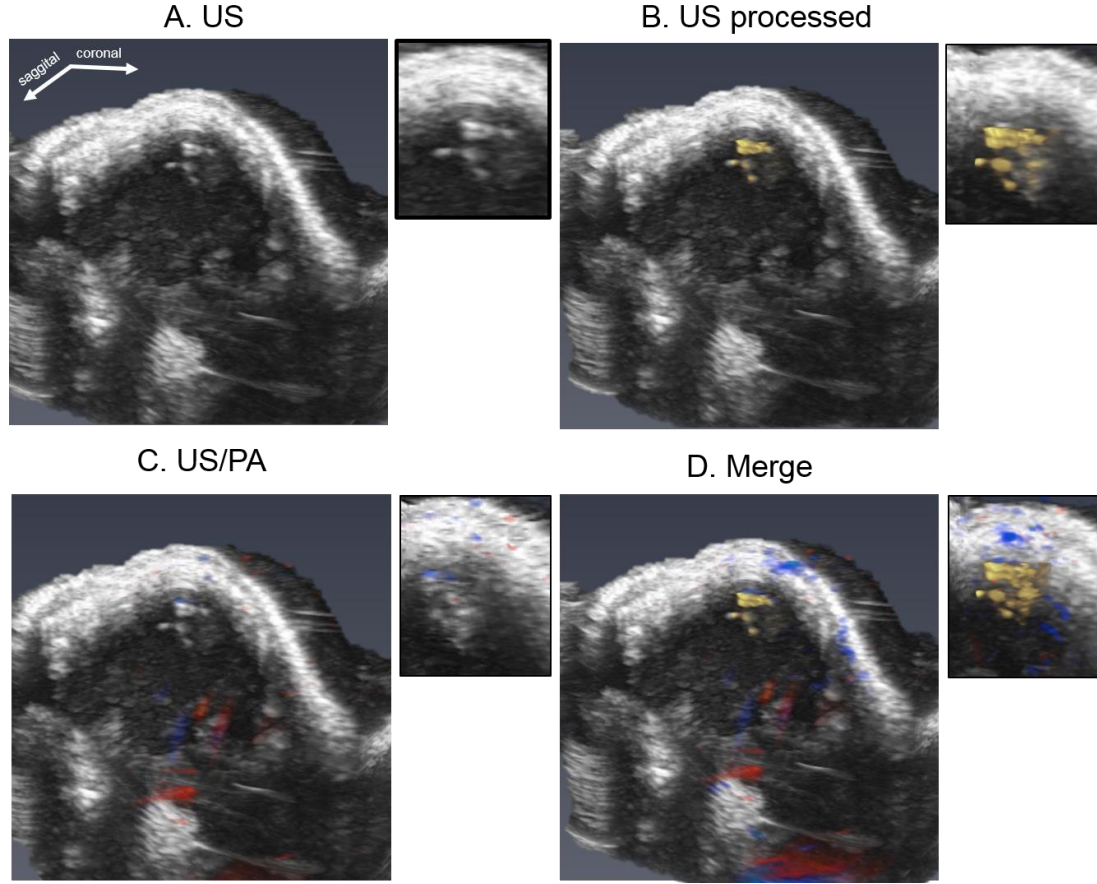 A. US
B. US processed
saggital
coronal
C. US/PA
D. Merge